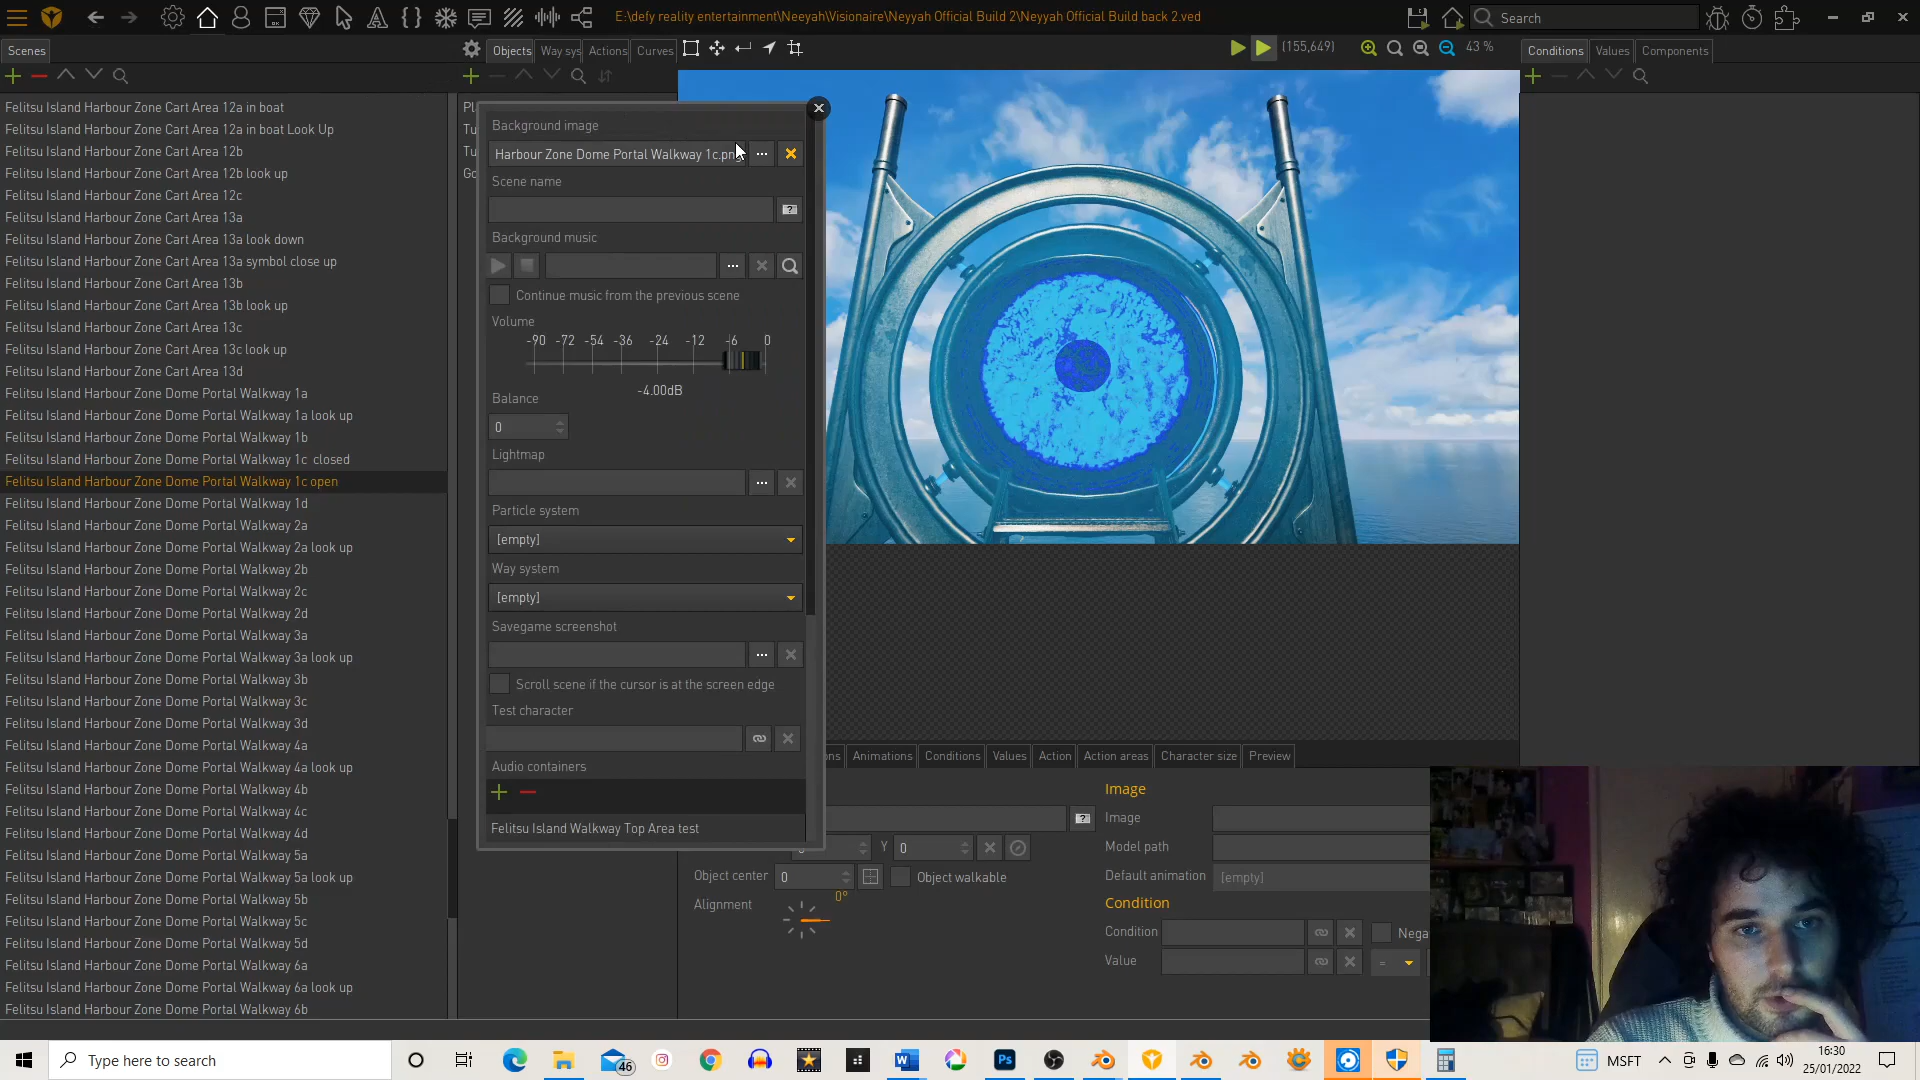 E:\defy reality entertainment\Neeyah\Visionaire\Neyyah Official Build 2\Neyyah Official Build back 2.ved
Search
Scenes
Objects
Way sys
Actions
Curves
(155,649)
43 %
Conditions
Values
Components
Felitsu Island Harbour Zone Cart Area 12a in boat
Felitsu Island Harbour Zone Cart Area 12a in boat Look Up
Felitsu Island Harbour Zone Cart Area 12b
Felitsu Island Harbour Zone Cart Area 12b look up
Felitsu Island Harbour Zone Cart Area 12c
Felitsu Island Harbour Zone Cart Area 13a
Felitsu Island Harbour Zone Cart Area 13a look down
Felitsu Island Harbour Zone Cart Area 13a symbol close up
Felitsu Island Harbour Zone Cart Area 13b
Felitsu Island Harbour Zone Cart Area 13b look up
Felitsu Island Harbour Zone Cart Area 13c
Felitsu Island Harbour Zone Cart Area 13c look up
Felitsu Island Harbour Zone Cart Area 13d
Felitsu Island Harbour Zone Dome Portal Walkway 1a
Felitsu Island Harbour Zone Dome Portal Walkway 1a look up
Felitsu Island Harbour Zone Dome Portal Walkway 1b
Felitsu Island Harbour Zone Dome Portal Walkway 1c closed
Felitsu Island Harbour Zone Dome Portal Walkway 1c open
Felitsu Island Harbour Zone Dome Portal Walkway 1d
Felitsu Island Harbour Zone Dome Portal Walkway 2a
Felitsu Island Harbour Zone Dome Portal Walkway 2a look up
Felitsu Island Harbour Zone Dome Portal Walkway 2b
Felitsu Island Harbour Zone Dome Portal Walkway 2c
Felitsu Island Harbour Zone Dome Portal Walkway 2d
Felitsu Island Harbour Zone Dome Portal Walkway 3a
Felitsu Island Harbour Zone Dome Portal Walkway 3a look up
Felitsu Island Harbour Zone Dome Portal Walkway 3b
Felitsu Island Harbour Zone Dome Portal Walkway 3c
Felitsu Island Harbour Zone Dome Portal Walkway 3d
Felitsu Island Harbour Zone Dome Portal Walkway 4a
Felitsu Island Harbour Zone Dome Portal Walkway 4a look up
Felitsu Island Harbour Zone Dome Portal Walkway 4b
Felitsu Island Harbour Zone Dome Portal Walkway 4c
Felitsu Island Harbour Zone Dome Portal Walkway 4d
Felitsu Island Harbour Zone Dome Portal Walkway 5a
Felitsu Island Harbour Zone Dome Portal Walkway 5a look up
Felitsu Island Harbour Zone Dome Portal Walkway 5b
Felitsu Island Harbour Zone Dome Portal Walkway 5c
Felitsu Island Harbour Zone Dome Portal Walkway 5d
Felitsu Island Harbour Zone Dome Portal Walkway 6a
Felitsu Island Harbour Zone Dome Portal Walkway 6a look up
Felitsu Island Harbour Zone Dome Portal Walkway 6b
Pl
Tu
Tu
Go
Background image
Harbour Zone Dome Portal Walkway 1c.png
Scene name
Background music
Continue music from the previous scene
Volume
-90 -72 -54 -36 -24 -12 -6 0
-4.00dB
Balance
0
Lightmap
Particle system
[empty]
Way system
[empty]
Savegame screenshot
Scroll scene if the cursor is at the screen edge
Test character
Audio containers
Felitsu Island Walkway Top Area test
ns
Animations
Conditions
Values
Action
Action areas
Character size
Preview
Y 0
Object center 0
Object walkable
Alignment
0°
Image
Image
Model path
Default animation [empty]
Condition
Condition
Nega
Value
=
Type here to search
46
MSFT
16:30
25/01/2022